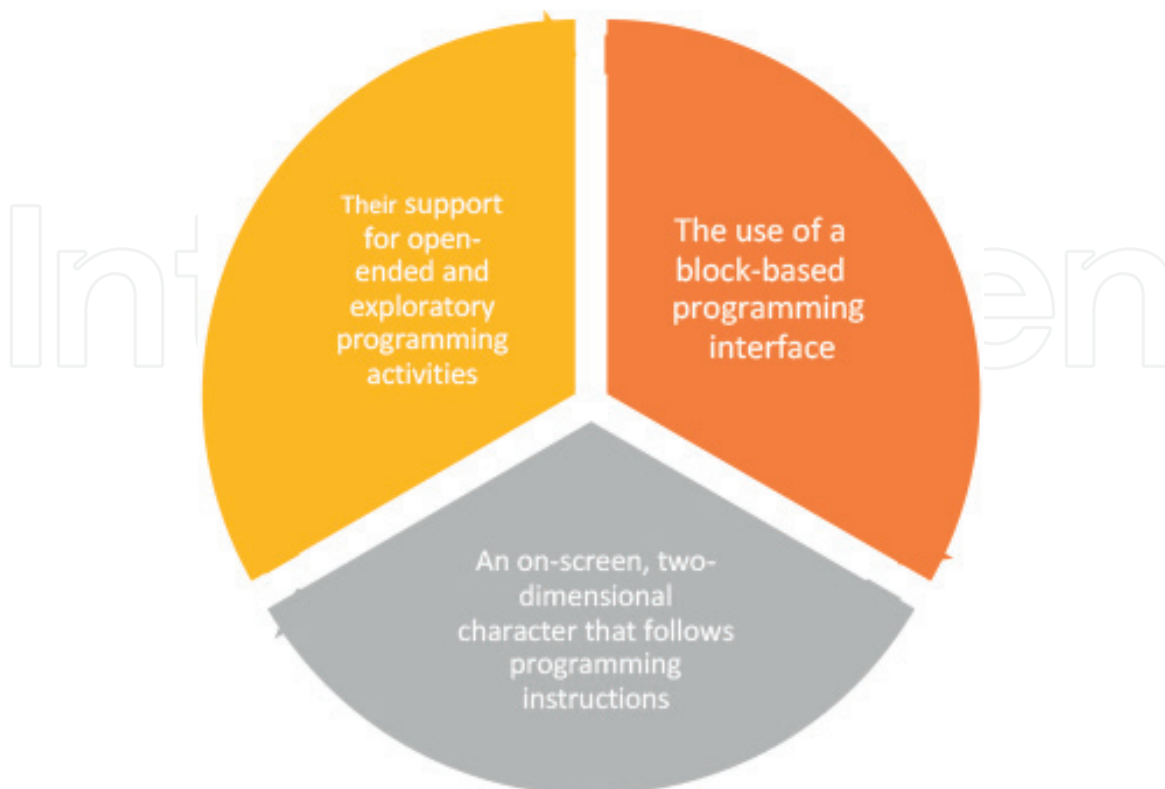 Their support
for open-
ended and
exploratory
programming
activities
The use of a
block-based
programming
interface
An on-screen, two-
dimensional
character that follows
programming
instructions